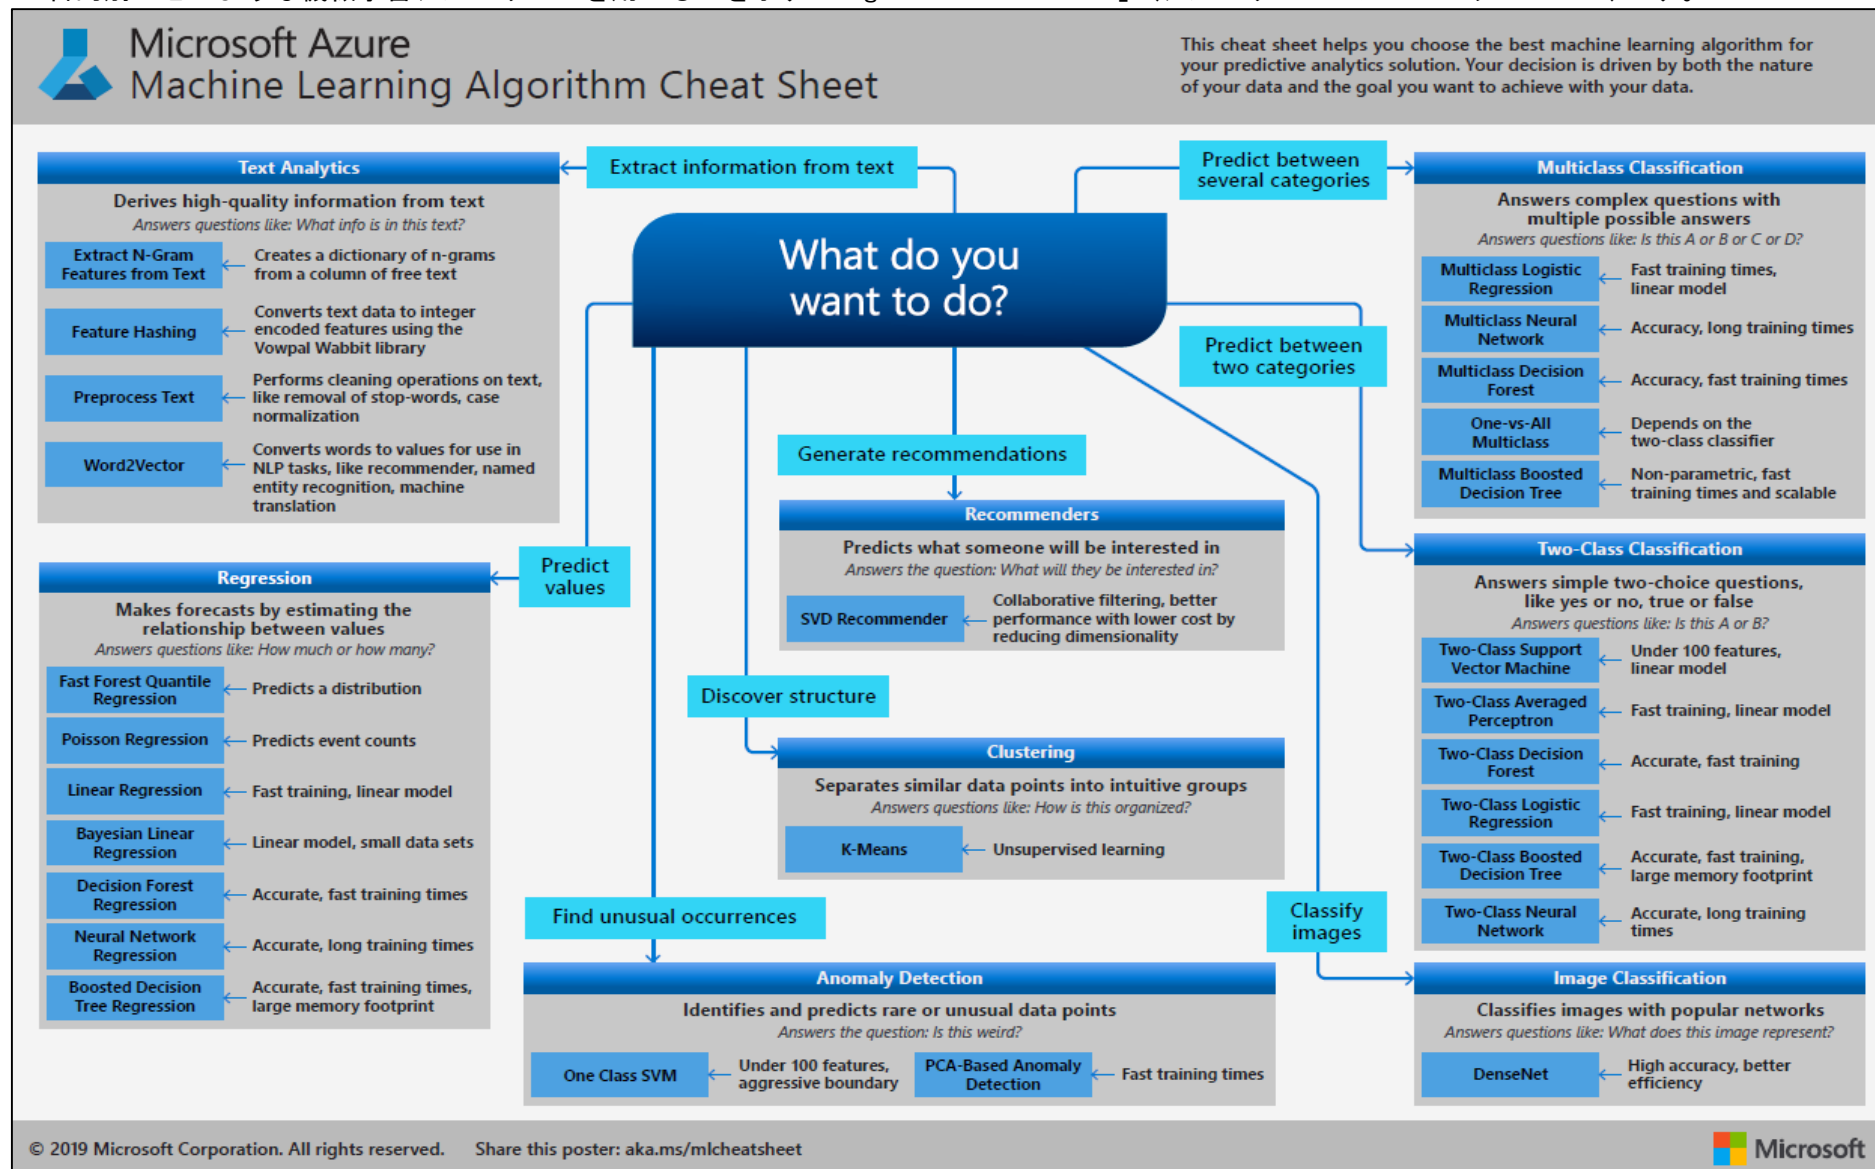 Microsoft Azure
Machine Learning Algorithm Cheat Sheet
This cheat sheet helps you choose the best machine learning algorithm for
your predictive analytics solution. Your decision is driven by both the nature
of your data and the goal you want to achieve with your data.
What do you
want to do?
Extract information from text
Text Analytics
Derives high-quality information from text
Answers questions like: What info is in this text?
Extract N-Gram
Features from Text
Creates a dictionary of n-grams
from a column of free text
Feature Hashing
Converts text data to integer
encoded features using the
Vowpal Wabbit library
Preprocess Text
Performs cleaning operations on text,
like removal of stop-words, case
normalization
Word2Vector
Converts words to values for use in
NLP tasks, like recommender, named
entity recognition, machine
translation
Predict
values
Regression
Makes forecasts by estimating the
relationship between values
Answers questions like: How much or how many?
Fast Forest Quantile
Regression
Predicts a distribution
Poisson Regression
Predicts event counts
Linear Regression
Fast training, linear model
Bayesian Linear
Regression
Linear model, small data sets
Decision Forest
Regression
Accurate, fast training times
Neural Network
Regression
Accurate, long training times
Boosted Decision
Tree Regression
Accurate, fast training times,
large memory footprint
Generate recommendations
Recommenders
Predicts what someone will be interested in
Answers the question: What will they be interested in?
SVD Recommender
Collaborative filtering, better
performance with lower cost by
reducing dimensionality
Discover structure
Clustering
Separates similar data points into intuitive groups
Answers questions like: How is this organized?
K-Means
Unsupervised learning
Find unusual occurrences
Anomaly Detection
Identifies and predicts rare or unusual data points
Answers the question: Is this weird?
One Class SVM
Under 100 features,
aggressive boundary
PCA-Based Anomaly
Detection
Fast training times
Predict between
several categories
Multiclass Classification
Answers complex questions with
multiple possible answers
Answers questions like: Is this A or B or C or D?
Multiclass Logistic
Regression
Fast training times,
linear model
Multiclass Neural
Network
Accuracy, long training times
Multiclass Decision
Forest
Accuracy, fast training times
One-vs-All
Multiclass
Depends on the
two-class classifier
Multiclass Boosted
Decision Tree
Non-parametric, fast
training times and scalable
Predict between
two categories
Two-Class Classification
Answers simple two-choice questions,
like yes or no, true or false
Answers questions like: Is this A or B?
Two-Class Support
Vector Machine
Under 100 features,
linear model
Two-Class Averaged
Perceptron
Fast training, linear model
Two-Class Decision
Forest
Accurate, fast training
Two-Class Logistic
Regression
Fast training, linear model
Two-Class Boosted
Decision Tree
Accurate, fast training,
large memory footprint
Two-Class Neural
Network
Accurate, long training
times
Classify
images
Image Classification
Classifies images with popular networks
Answers questions like: What does this image represent?
DenseNet
High accuracy, better
efficiency
© 2019 Microsoft Corporation. All rights reserved.
Share this poster: aka.ms/mlcheatsheet
Microsoft